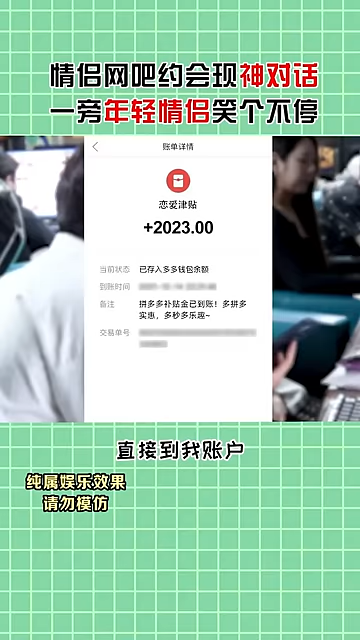 情侣网吧约会现神对话
一旁年轻情侣笑个不停
账单详情
恋爱津贴
+2023.00
当前状态 已存入多多钱包余额
到账时间
备注 拼多多补贴金已到账！多拼多
实惠，多秒多乐趣~
交易单号
直接到我账户
纯属娱乐效果
请勿模仿